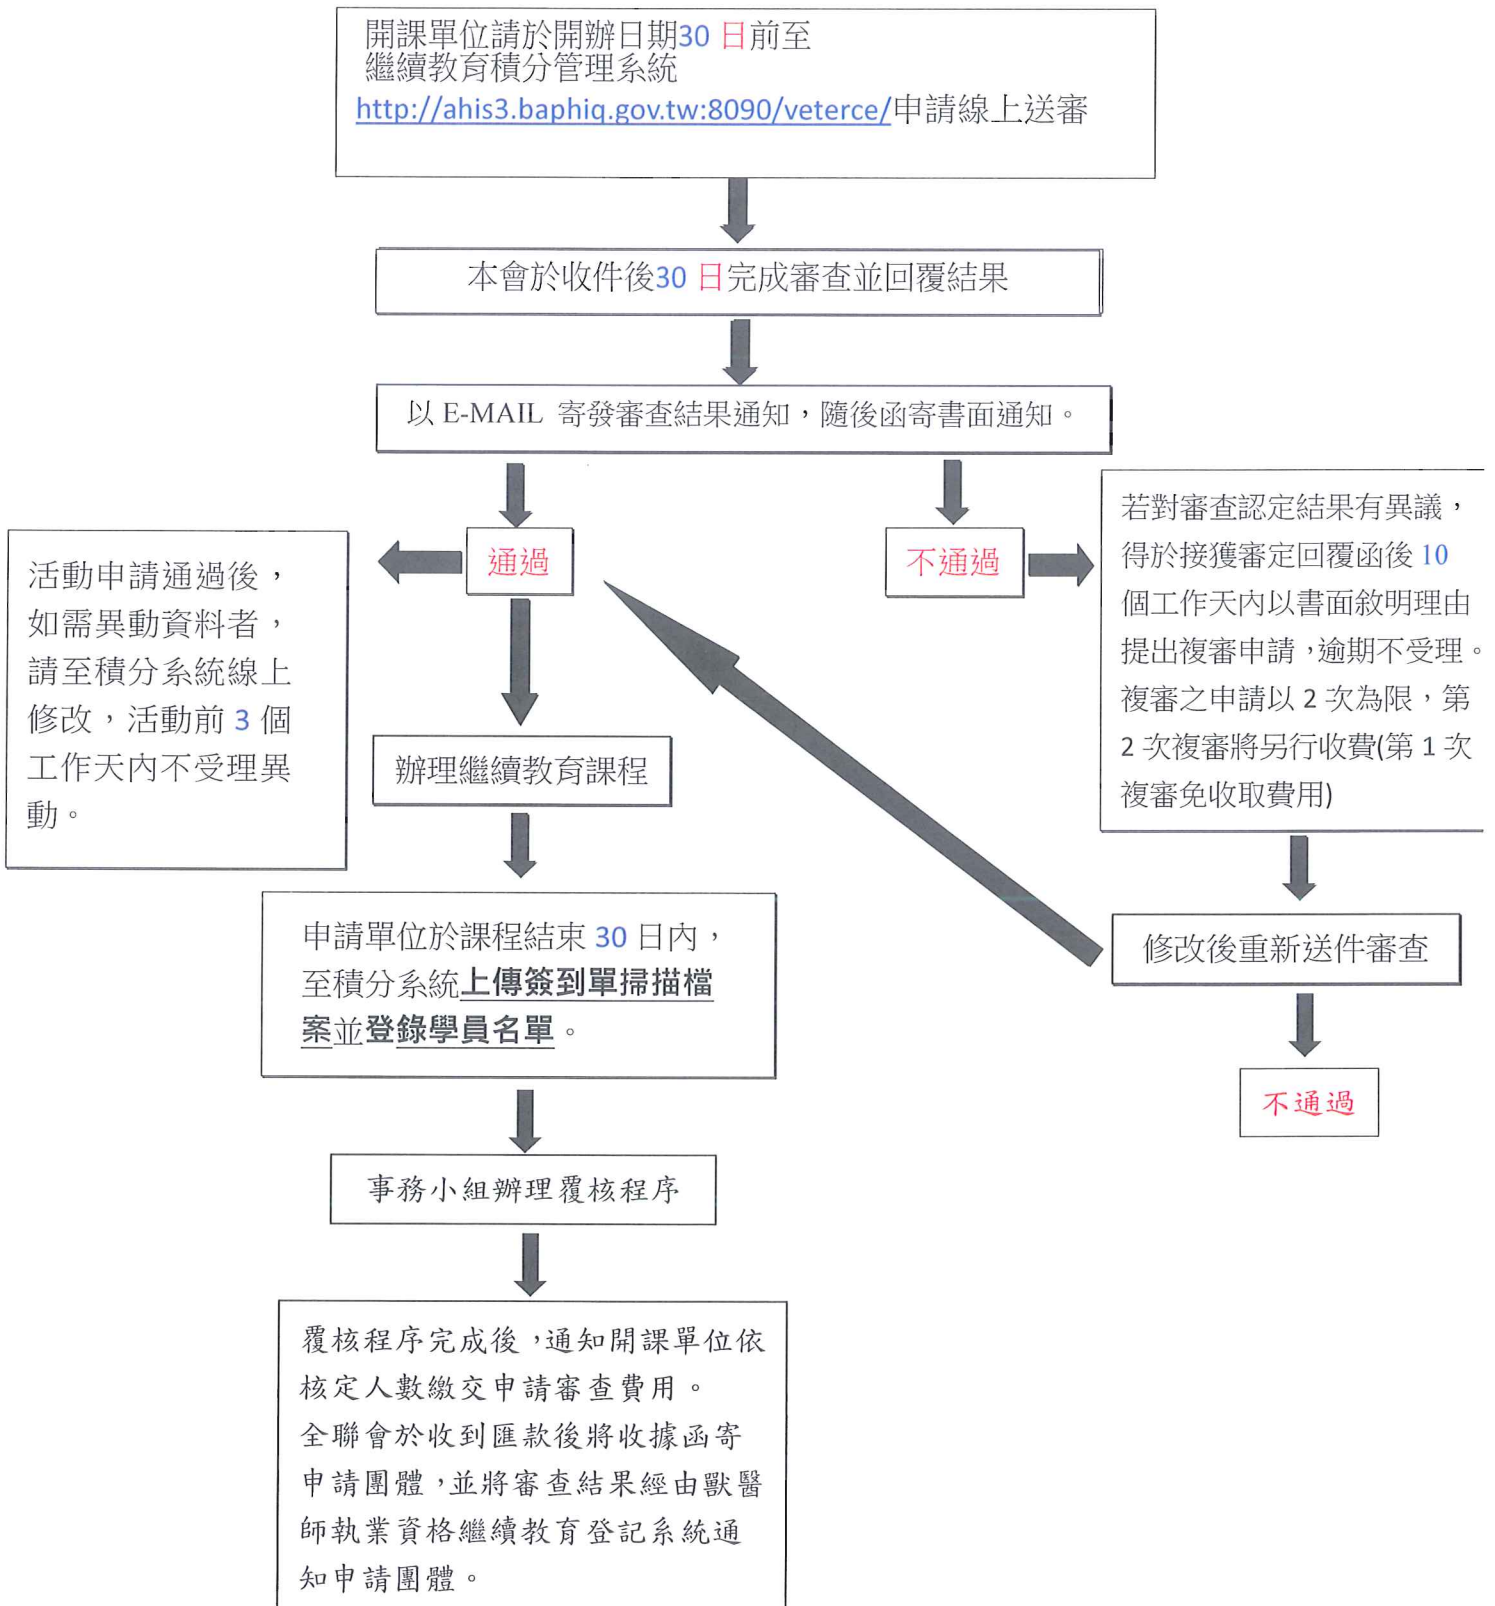 開課單位請於開辦日期30 日前至
繼續教育積分管理系統
http://ahis3.baphiq.gov.tw:8090/veterce/申請線上送審
本會於收件後30 日完成審查並回覆結果
以 E-MAIL 寄發審查結果通知，隨後函寄書面通知。
通過
不通過
活動申請通過後，
如需異動資料者，
請至積分系統線上
修改，活動前 3 個
工作天內不受理異
動。
若對審查認定結果有異議，
得於接獲審定回覆函後 10
個工作天內以書面敘明理由
提出複審申請，逾期不受理。
複審之申請以 2 次為限，第
2 次複審將另行收費(第 1 次
複審免收取費用)
辦理繼續教育課程
申請單位於課程結束 30 日內，
至積分系統上傳簽到單掃描檔
案並登錄學員名單。
修改後重新送件審查
不通過
事務小組辦理覆核程序
覆核程序完成後，通知開課單位依
核定人數繳交申請審查費用。
全聯會於收到匯款後將收據函寄
申請團體，並將審查結果經由獸醫
師執業資格繼續教育登記系統通
知申請團體。